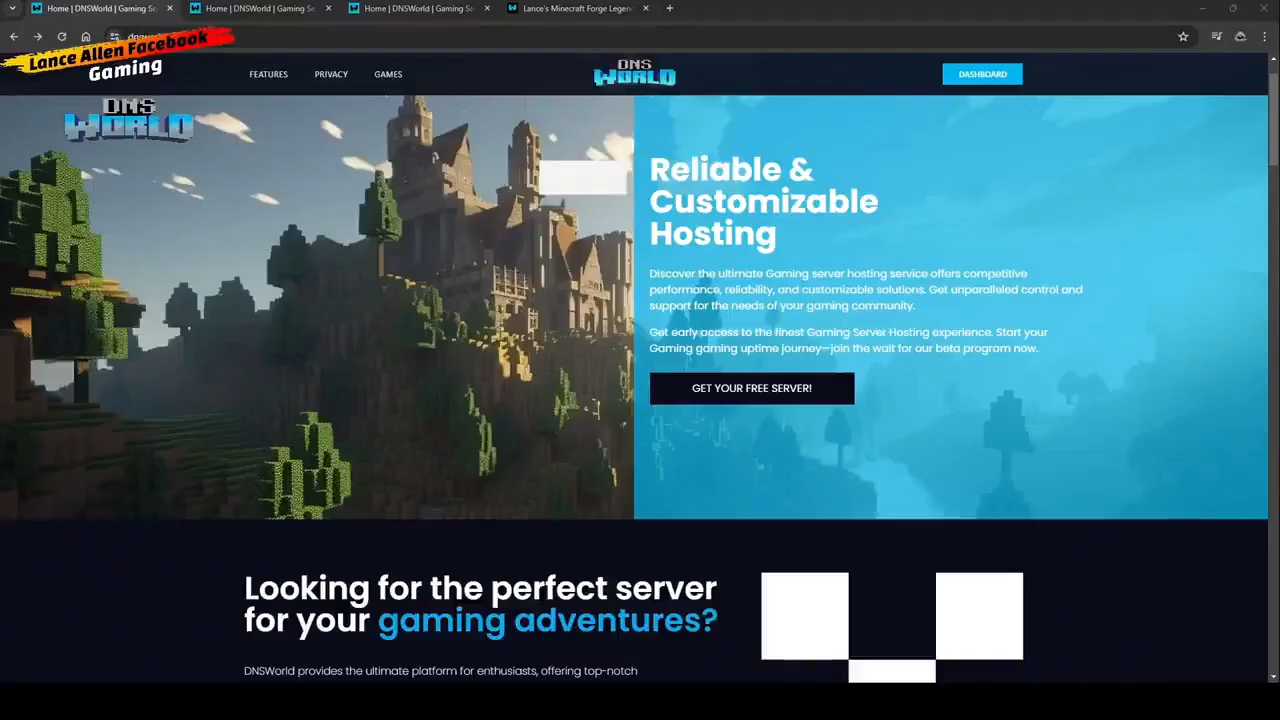 Home | DNSWorld | Gaming Se
Home | DNSWorld | Gaming Se
Home | DNSWorld | Gaming Se
Lance's Minecraft Forge Legen
Lance Allen Facebook
Gaming
FEATURES
PRIVACY
GAMES
DNS
WORLD
DASHBOARD
DNS
WORLD
Reliable &
Customizable
Hosting
Discover the ultimate Gaming server hosting service offers competitive
performance, reliability, and customizable solutions. Get unparalleled control and
support for the needs of your gaming community.
Get early access to the finest Gaming Server Hosting experience. Start your
Gaming gaming uptime journey—join the wait for our beta program now.
GET YOUR FREE SERVER!
Looking for the perfect server
for your gaming adventures?
DNSWorld provides the ultimate platform for enthusiasts, offering top-notch